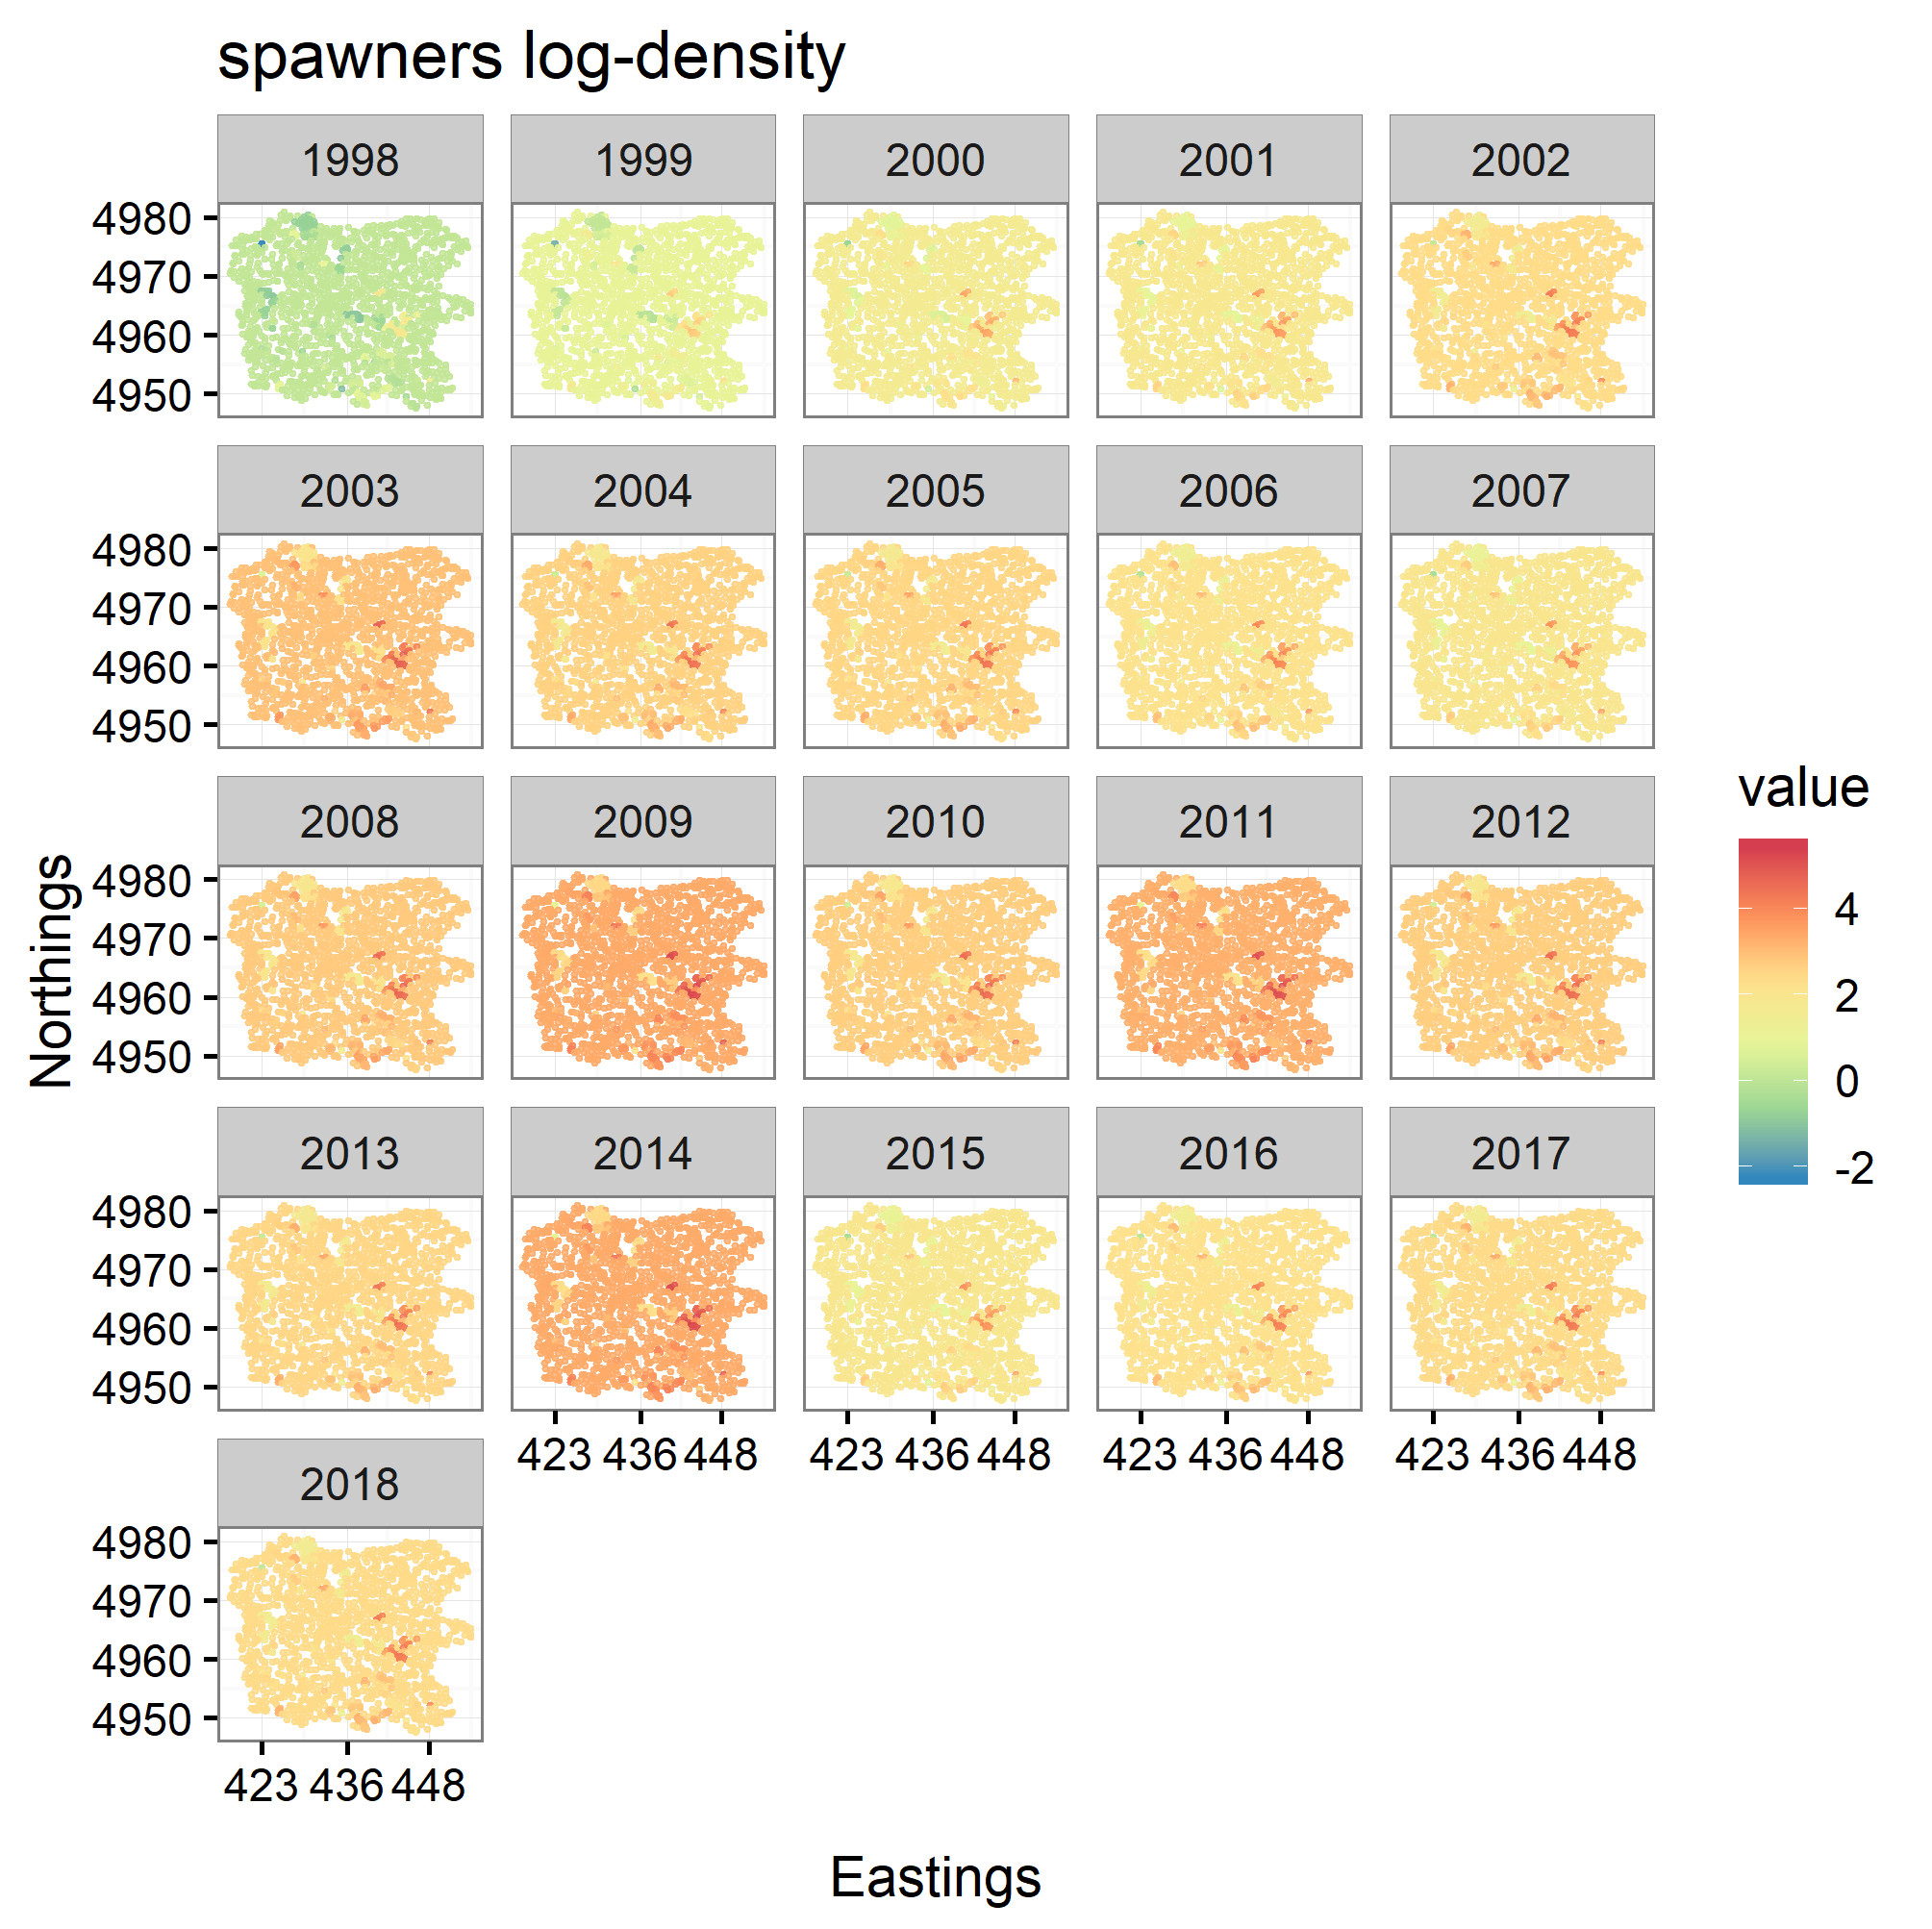 spawners log-density
1998 1999 2000 2001 2002
4980
4970
4960
4950
2003 2004 2005 2006 2007
4980
4970
4960
4950
2008 2009 2010 2011 2012
4980
4970
4960
4950
2013 2014 2015 2016 2017
4980
4970
4960
4950
423 436 448 423 436 448 423 436 448 423 436 448
2018
4980
4970
4960
4950
423 436 448
Eastings
Northings
value
4
2
0
-2